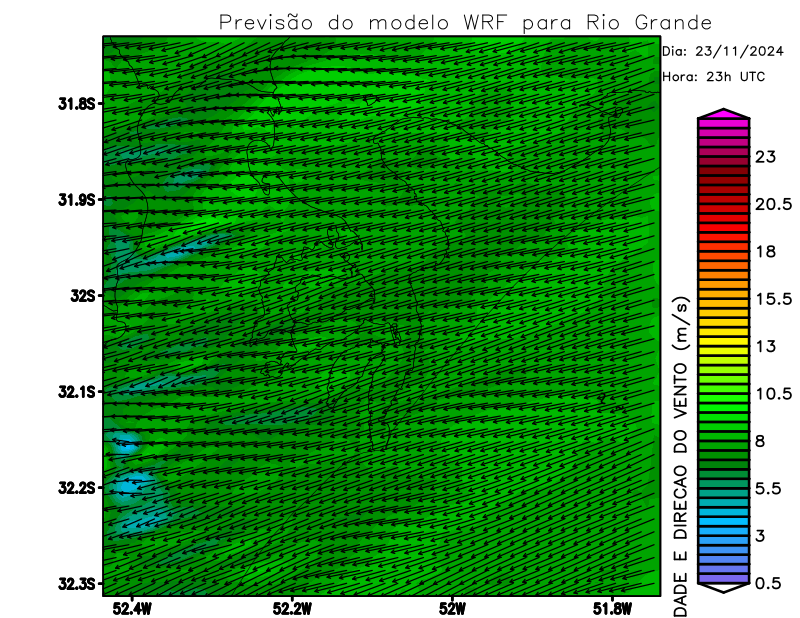 Previsão do modelo WRF para Rio Grande
Dia: 23/11/2024
Hora: 23h UTC
31.8S
31.9S
32S
32.1S
32.2S
32.3S
52.4W
52.2W
52W
51.8W
23
20.5
18
15.5
13
10.5
8
5.5
3
0.5
DADE E DIRECAO DO VENTO (m/s)